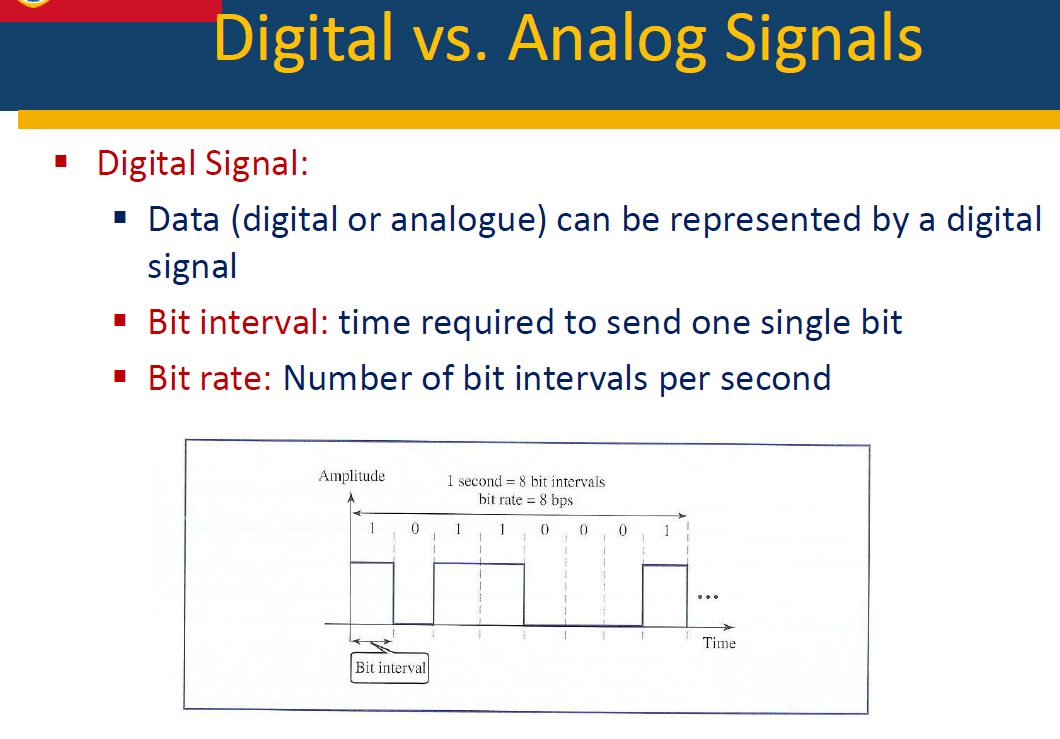 Digital vs. Analog Signals
Digital Signal:
Data (digital or analogue) can be represented by a digital
signal
Bit interval: time required to send one single bit
Bit rate: Number of bit intervals per second
Amplitude
1 second = 8 bit intervals
bit rate = 8 bps
1 0 1 1 0 0 0 1
...
Time
Bit interval